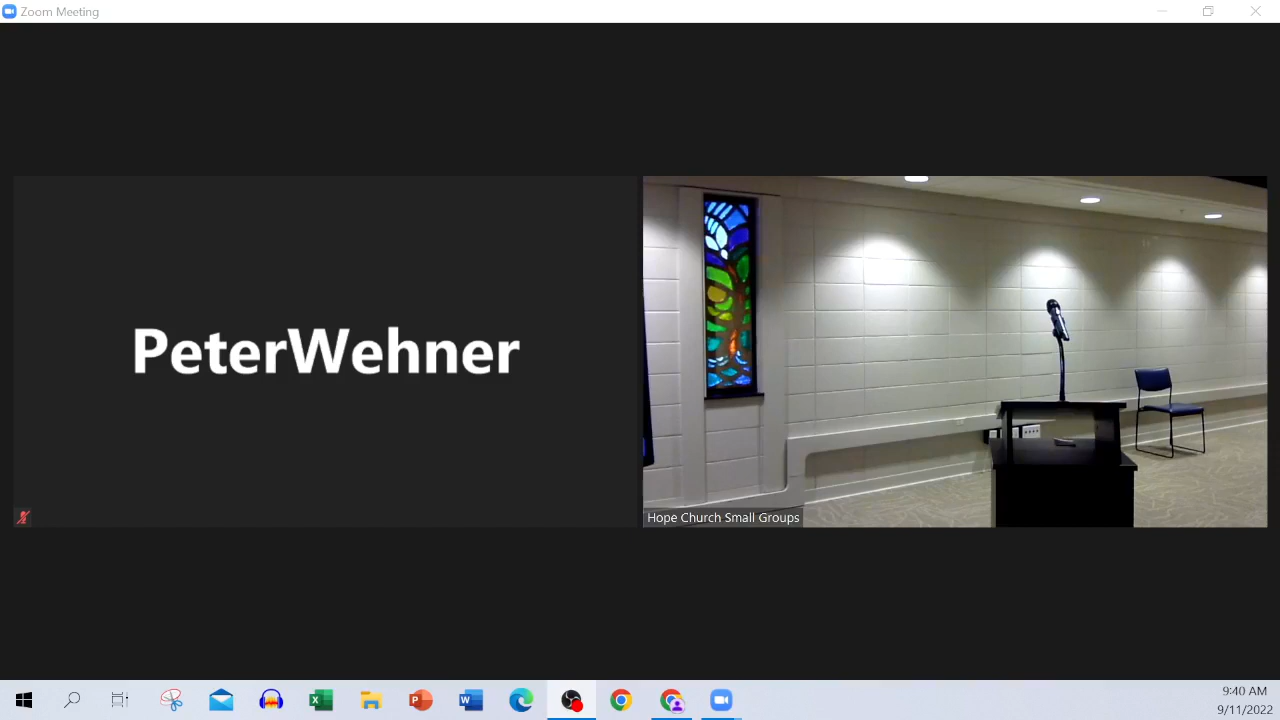 Zoom Meeting
PeterWehner
Hope Church Small Groups
9:40 AM
9/11/2022